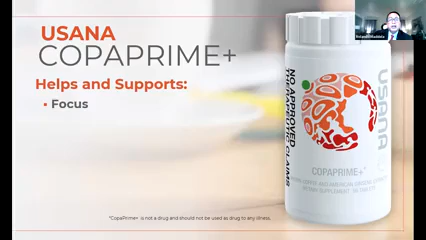 USANA
COPAPRIME+
Helps and Supports:
• Focus
USANA
NO APPROVED
THERAPEUTIC CLAIMS
COPAPRIME+
*CopaPrime+ is not a drug and should not be used as drug to any illness.